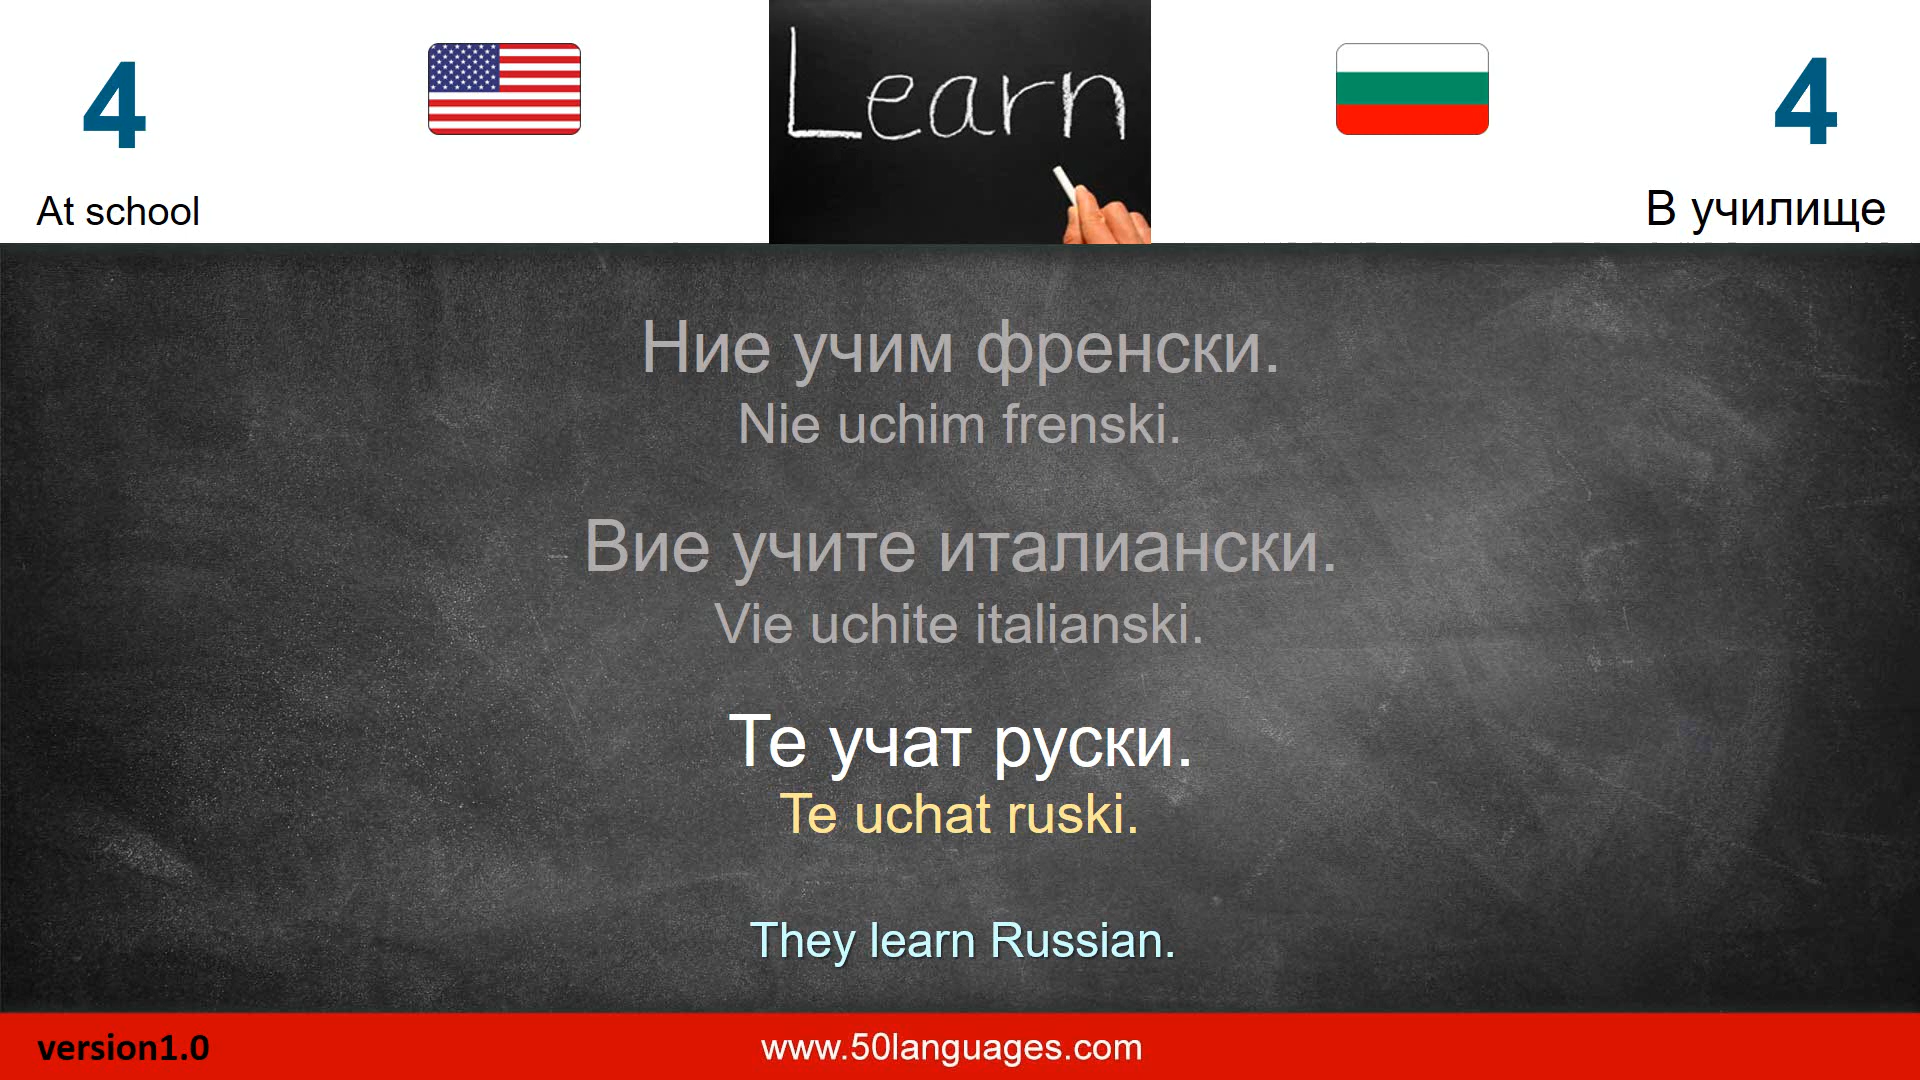 4
Learn
4
At school
В училище
Ние учим френски.
Nie uchim frenski.
Вие учите италиански.
Vie uchite italianski.
Те учат руски.
Te uchat ruski.
They learn Russian.
version1.0
www.50languages.com